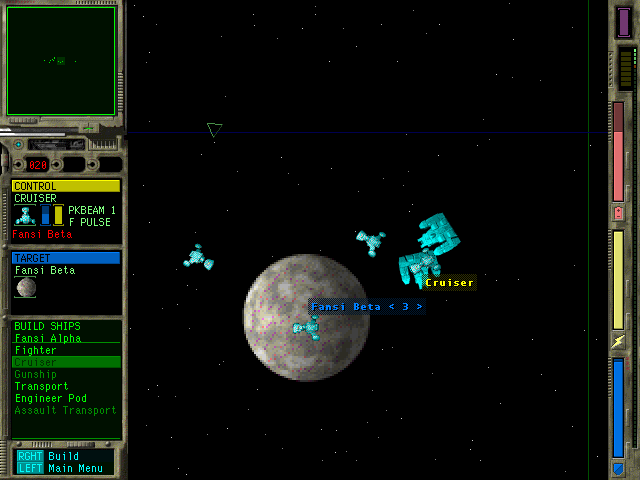 020
CONTROL
CRUISER
PKBEAM 1
F PULSE
Fansi Beta
TARGET
Fansi Beta
BUILD SHIPS
Fansi Alpha
Fighter
Cruiser
Gunship
Transport
Engineer Pod
Assault Transport
RGHT Build
LEFT Main Menu
Cruiser
Fansi Beta < 3 >